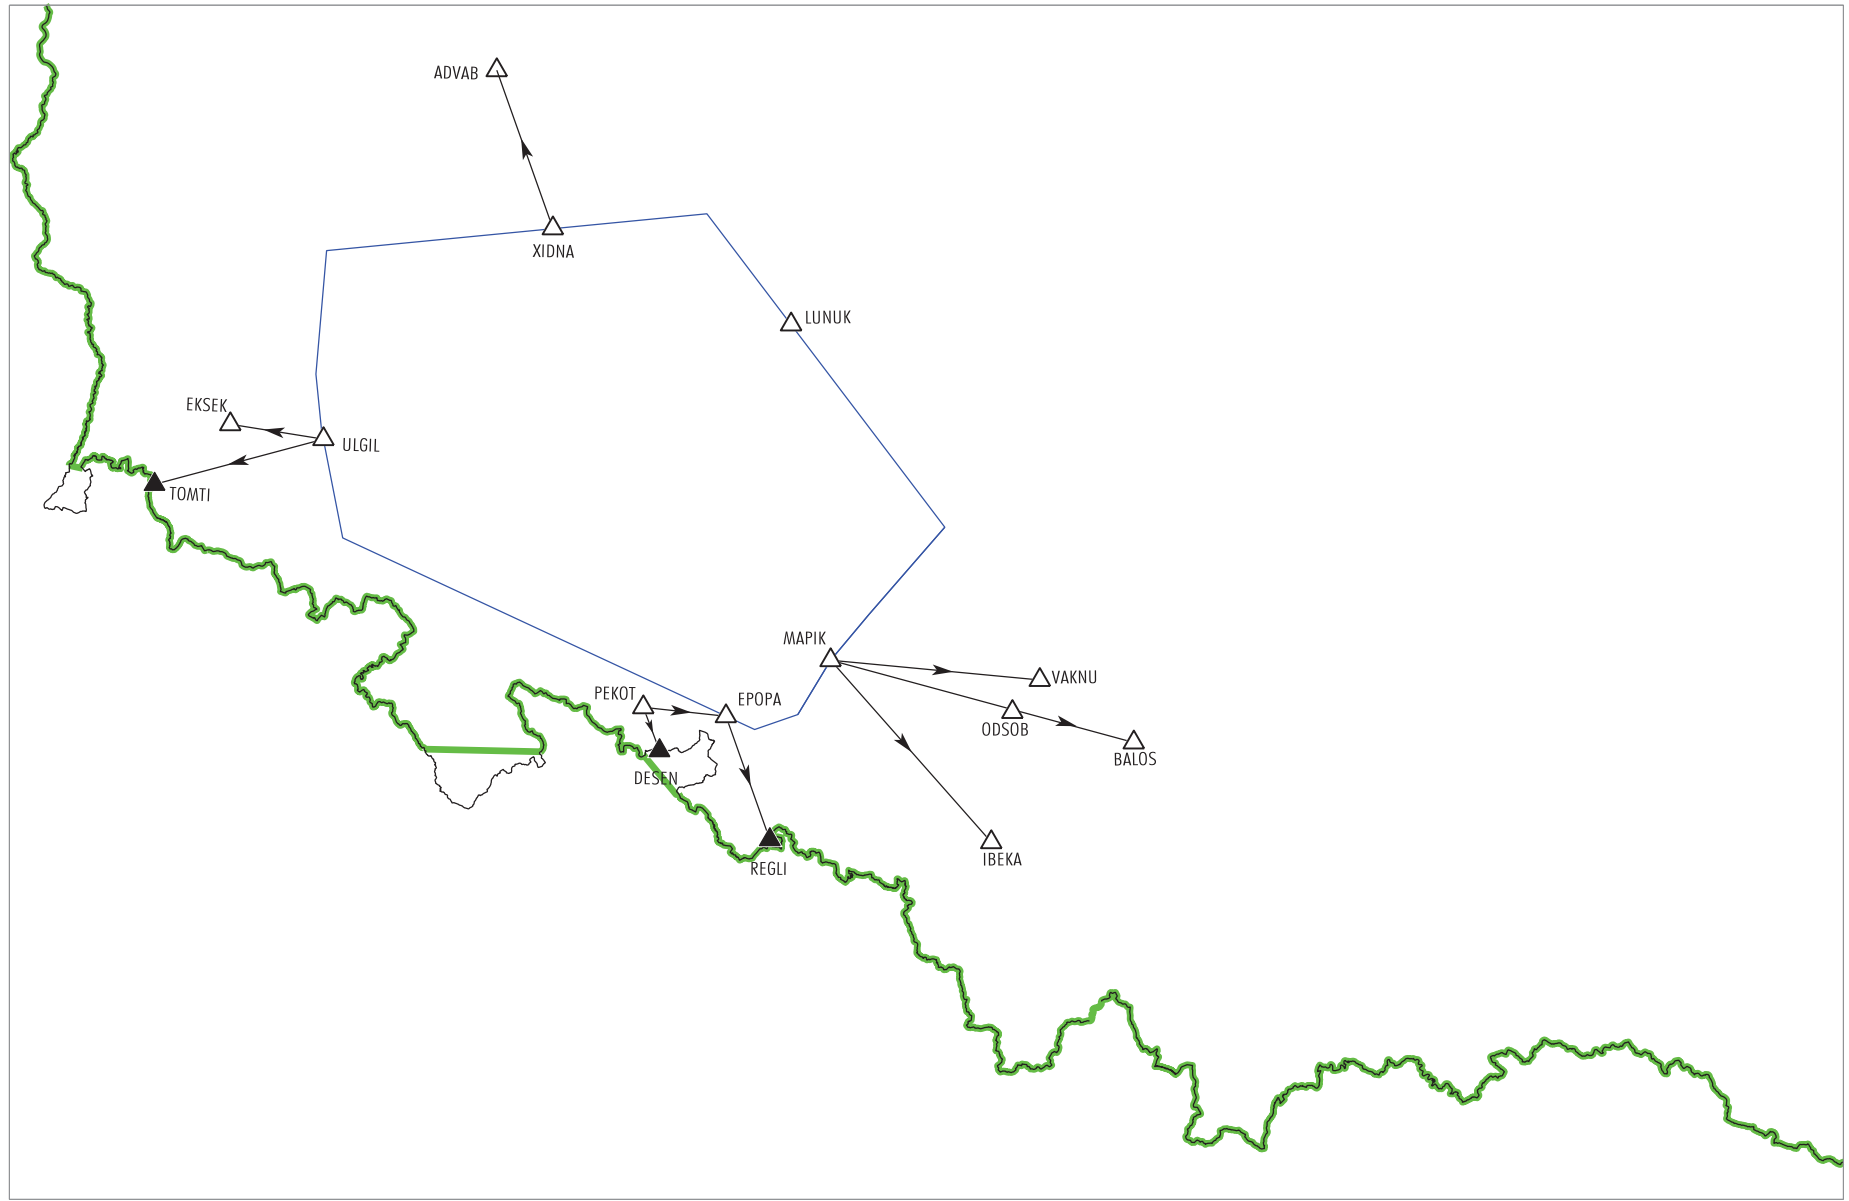 ADVAB
XIDNA
LUNUK
EKSEK
ULGIL
TOMTI
MAPIK
VAKNU
PEKOT
EPOPA
ODSOB
BALOS
DESEN
IBEKA
REGLI